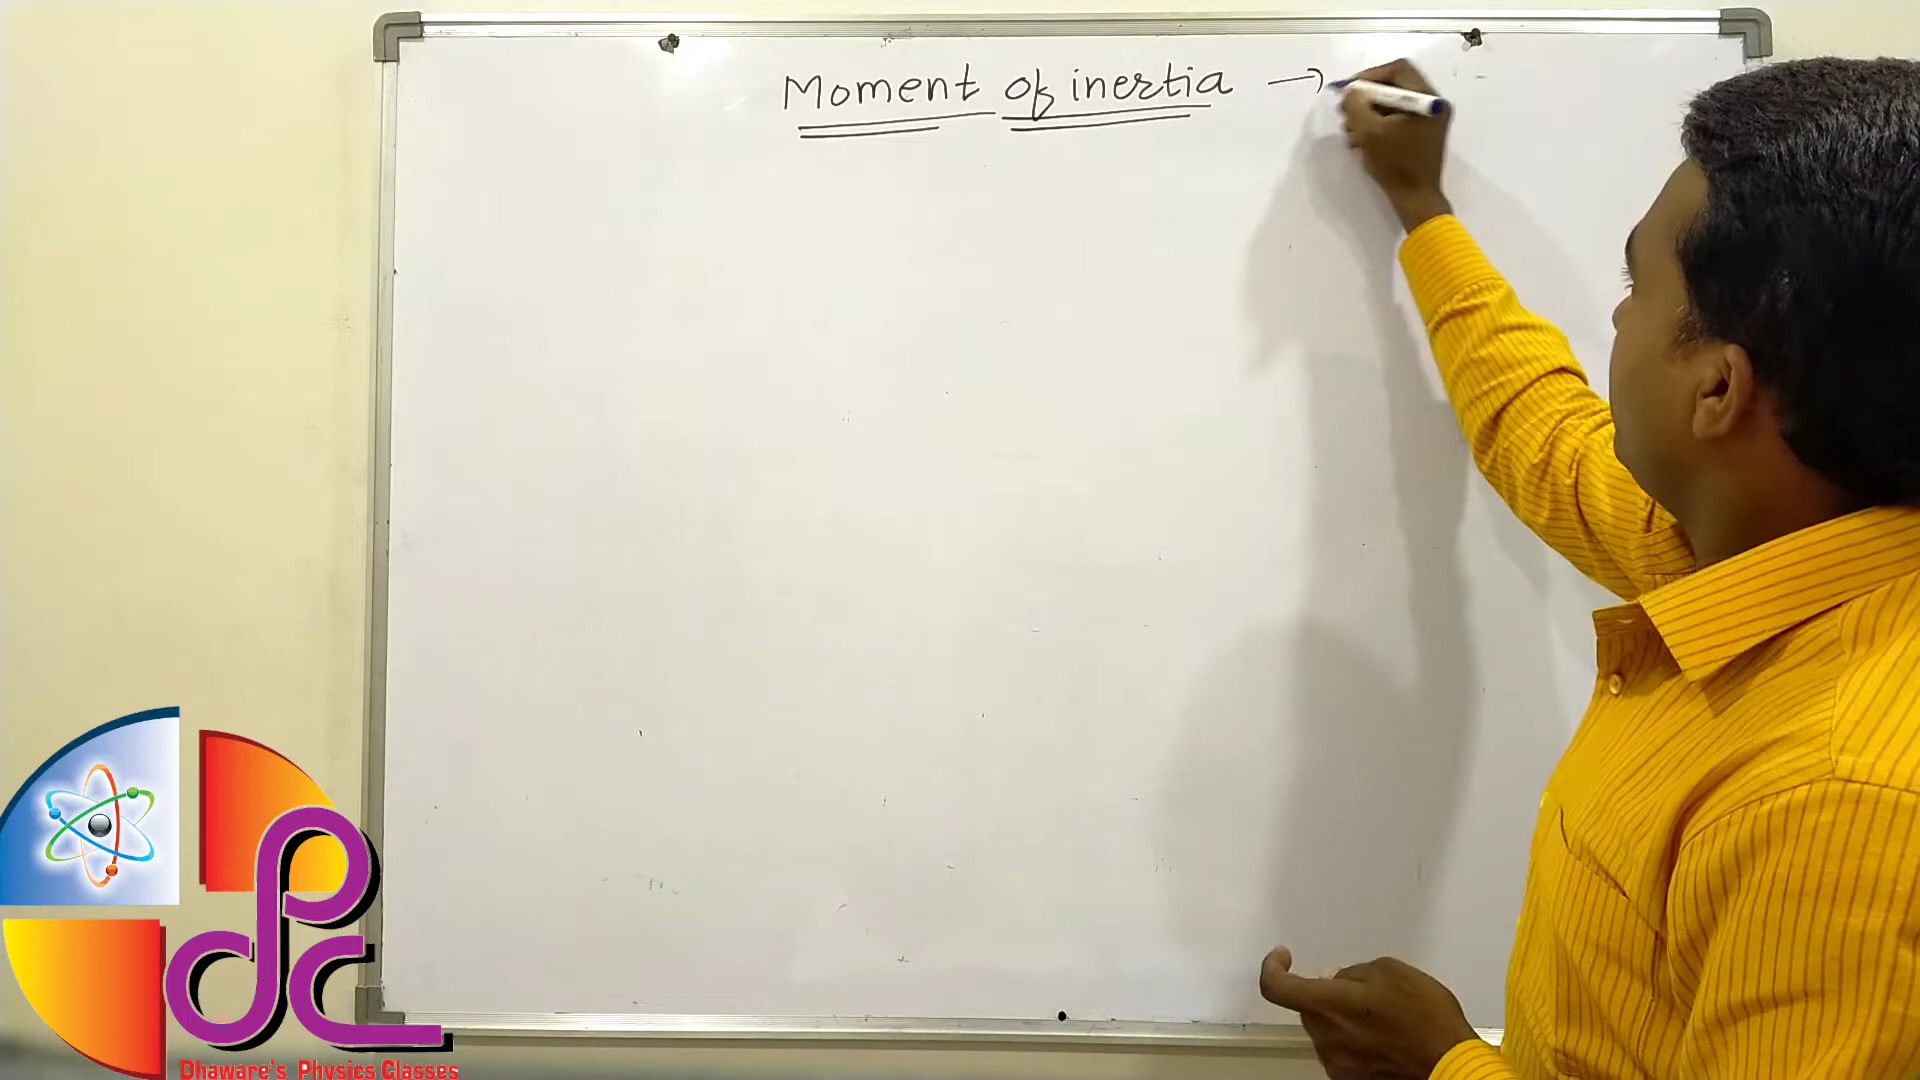 Moment of inertia →
Dhaware's Physics Classes